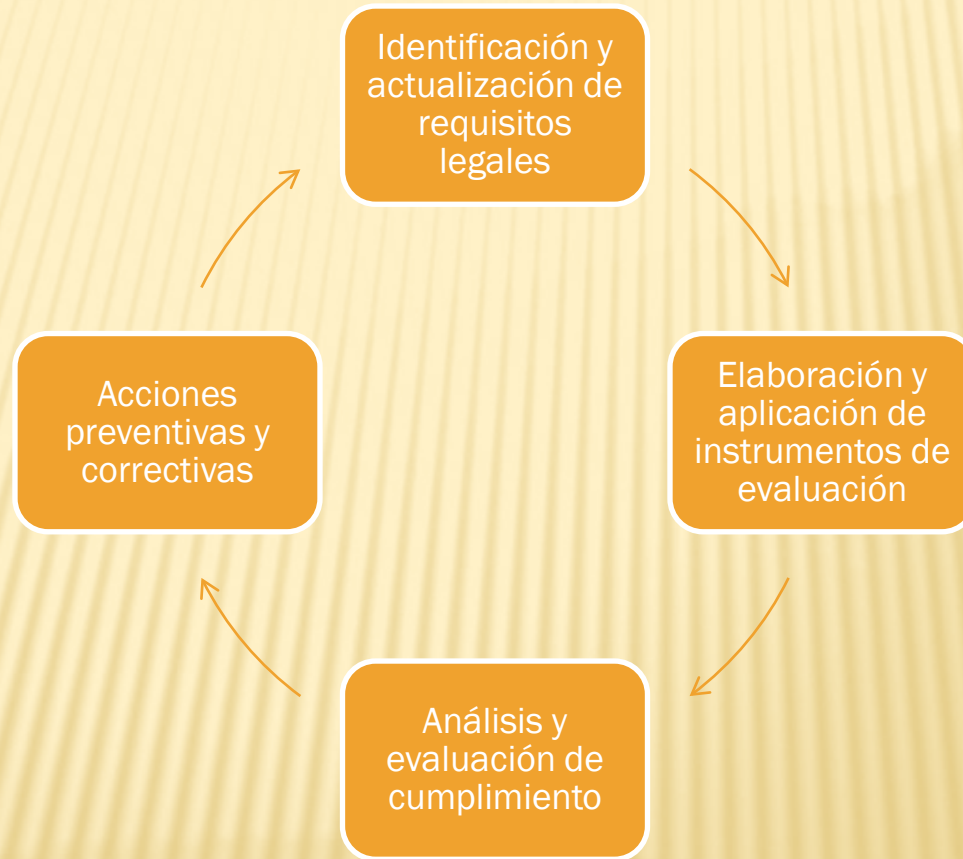 Identificación y
actualización de
requisitos
legales
Elaboración y
aplicación de
instrumentos de
evaluación
Análisis y
evaluación de
cumplimiento
Acciones
preventivas y
correctivas